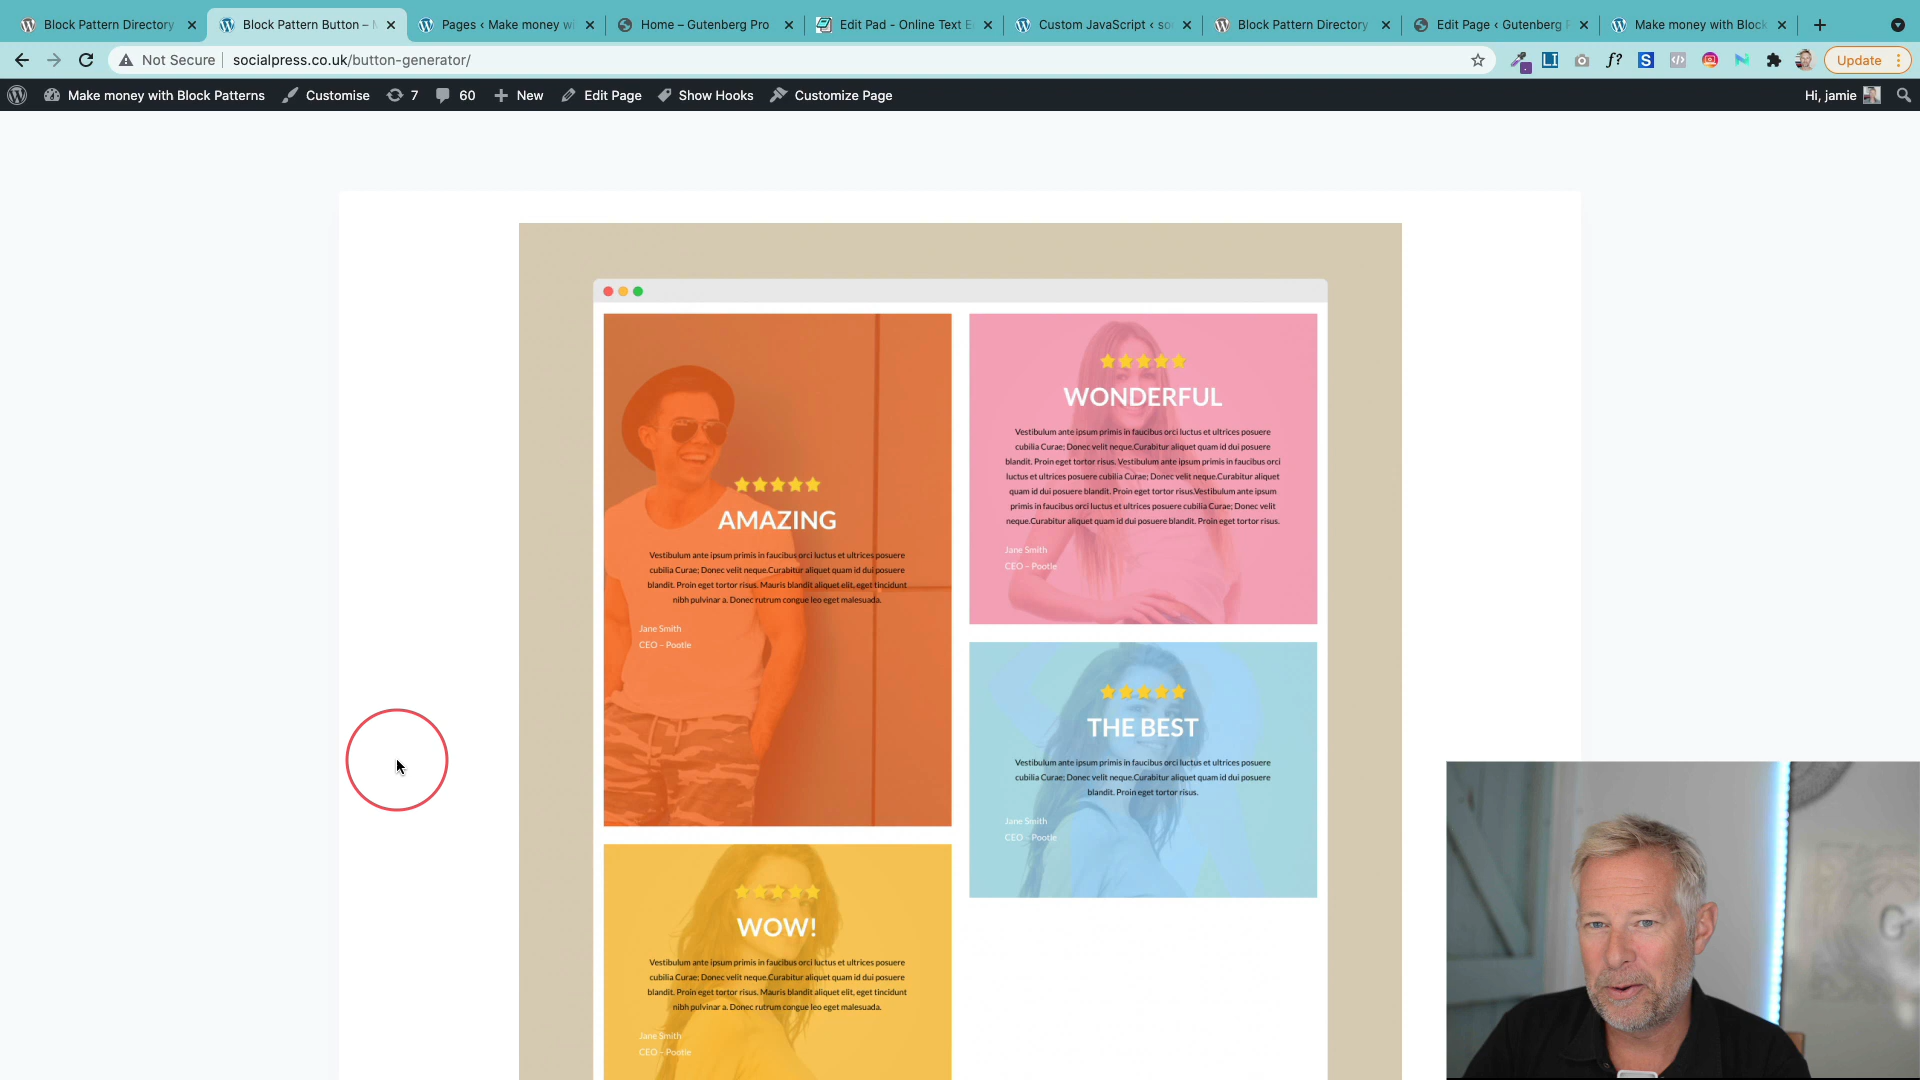 Block Pattern Directory
Block Pattern Button –
Pages ‹ Make money wi
Home – Gutenberg Pro
Edit Pad - Online Text E
Custom JavaScript ‹ so
Block Pattern Directory
Edit Page ‹ Gutenberg P
Make money with Block
Not Secure
socialpress.co.uk/button-generator/
Update
Make money with Block Patterns
Customise
7
60
New
Edit Page
Show Hooks
Customize Page
Hi, jamie
AMAZING
Vestibulum ante ipsum primis in faucibus orci luctus et ultrices posuere
cubilia Curae; Donec velit neque.Curabitur aliquet quam id dui posuere
blandit. Proin eget tortor risus. Mauris blandit aliquet elit, eget tincidunt
nibh pulvinar a. Donec rutrum congue leo eget malesuada.
Jane Smith
CEO – Pootle
WONDERFUL
Vestibulum ante ipsum primis in faucibus orci luctus et ultrices posuere
cubilia Curae; Donec velit neque.Curabitur aliquet quam id dui posuere
blandit. Proin eget tortor risus. Vestibulum ante ipsum primis in faucibus orci
luctus et ultrices posuere cubilia Curae; Donec velit neque.Curabitur aliquet
quam id dui posuere blandit. Proin eget tortor risus.Vestibulum ante ipsum
primis in faucibus orci luctus et ultrices posuere cubilia Curae; Donec velit
neque.Curabitur aliquet quam id dui posuere blandit. Proin eget tortor risus.
Jane Smith
CEO – Pootle
THE BEST
Vestibulum ante ipsum primis in faucibus orci luctus et ultrices posuere
cubilia Curae; Donec velit neque.Curabitur aliquet quam id dui posuere
blandit. Proin eget tortor risus.
Jane Smith
CEO – Pootle
WOW!
Vestibulum ante ipsum primis in faucibus orci luctus et ultrices posuere
cubilia Curae; Donec velit neque.Curabitur aliquet quam id dui posuere
blandit. Proin eget tortor risus. Mauris blandit aliquet elit, eget tincidunt
nibh pulvinar a. Donec rutrum congue leo eget malesuada.
Jane Smith
CEO – Pootle